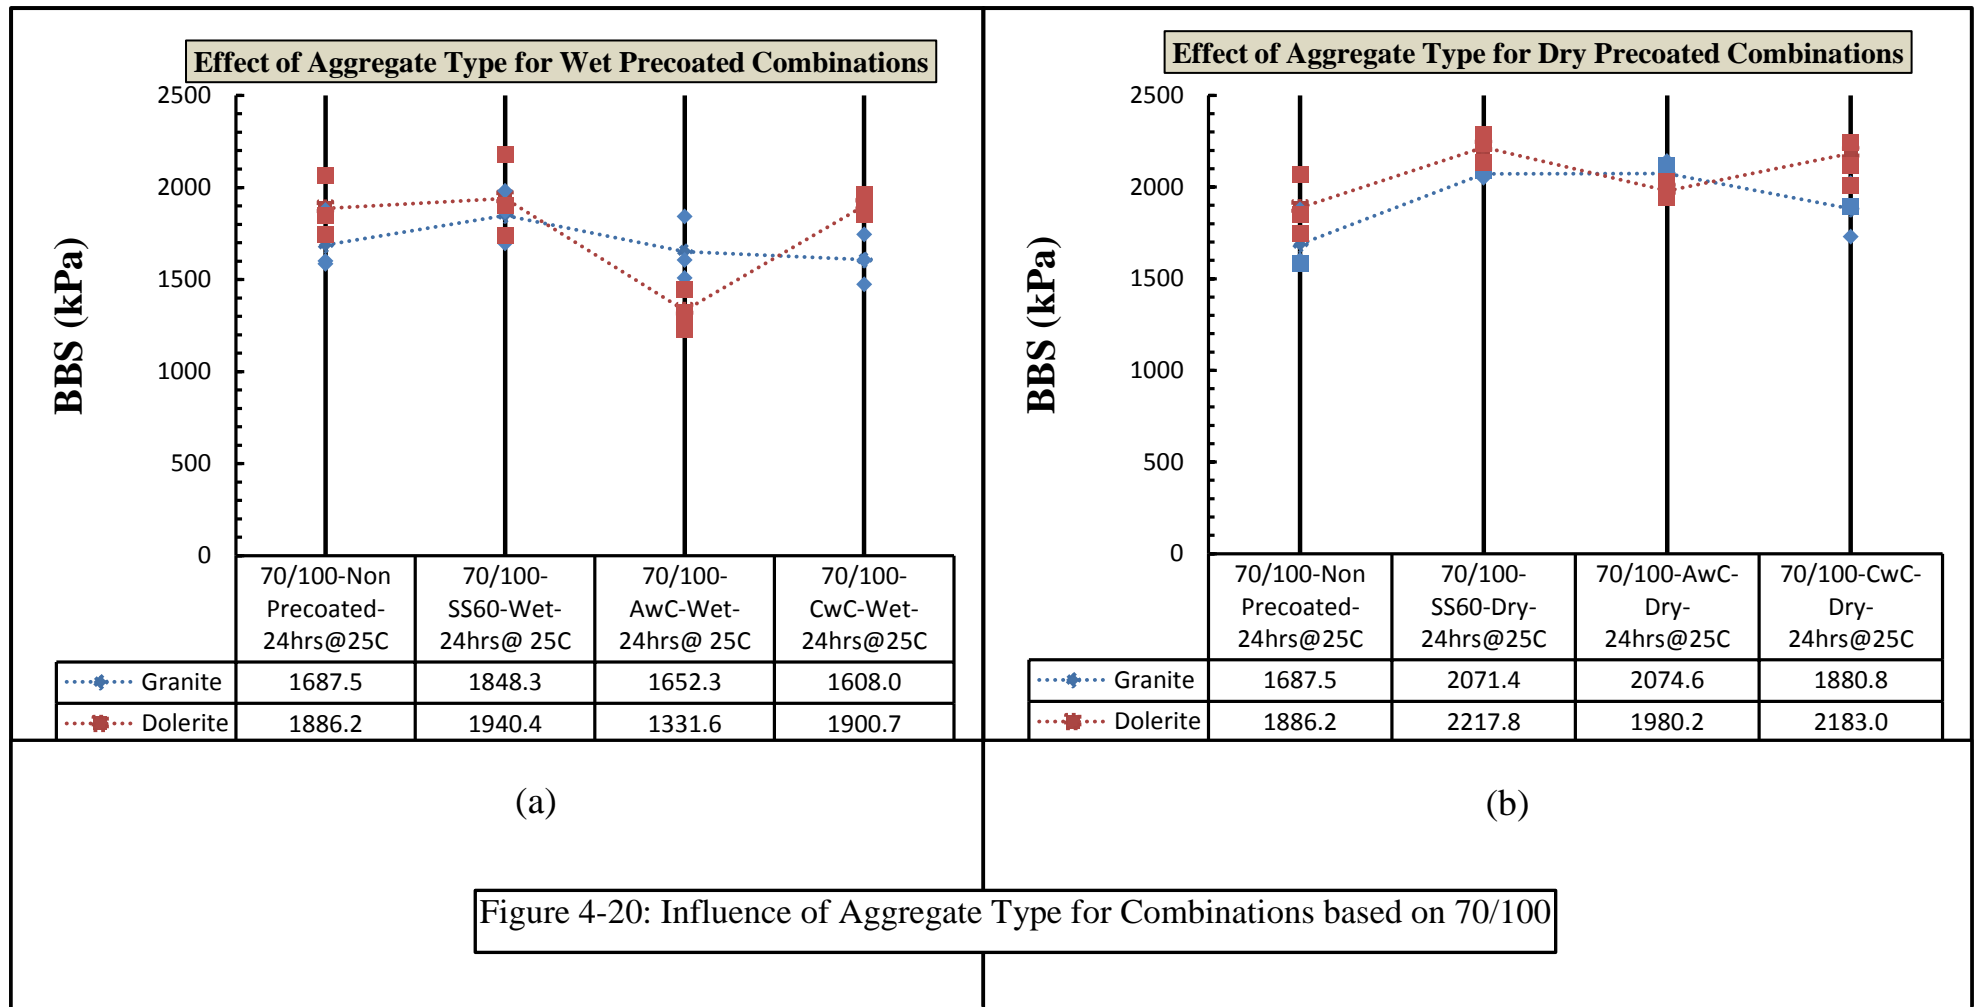 Effect of Aggregate Type for Wet Precoated Combinations
BBS (kPa)
2500
2000
1500
1000
500
0
70/100-Non Precoated-24hrs@25C
70/100-SS60-Wet-24hrs@ 25C
70/100-AwC-Wet-24hrs@ 25C
70/100-CwC-Wet-24hrs@25C
Granite 1687.5 1848.3 1652.3 1608.0
Dolerite 1886.2 1940.4 1331.6 1900.7
(a)
Effect of Aggregate Type for Dry Precoated Combinations
BBS (kPa)
2500
2000
1500
1000
500
0
70/100-Non Precoated-24hrs@25C
70/100-SS60-Dry-24hrs@25C
70/100-AwC-Dry-24hrs@25C
70/100-CwC-Dry-24hrs@25C
Granite 1687.5 2071.4 2074.6 1880.8
Dolerite 1886.2 2217.8 1980.2 2183.0
(b)
Figure 4-20: Influence of Aggregate Type for Combinations based on 70/100